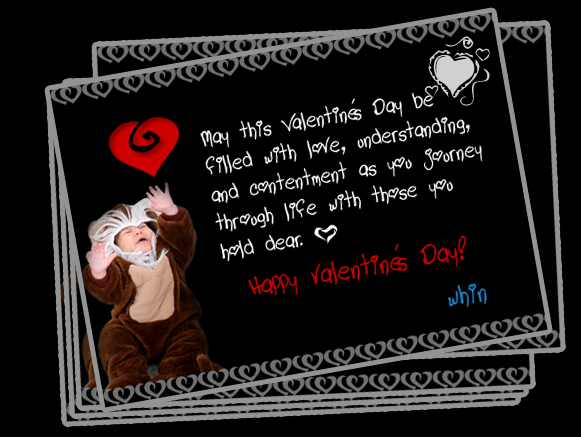 May this Valentine's Day be
filled with love, understanding,
and contentment as you journey
through life with those you
hold dear.
Happy Valentine's Day!
whin